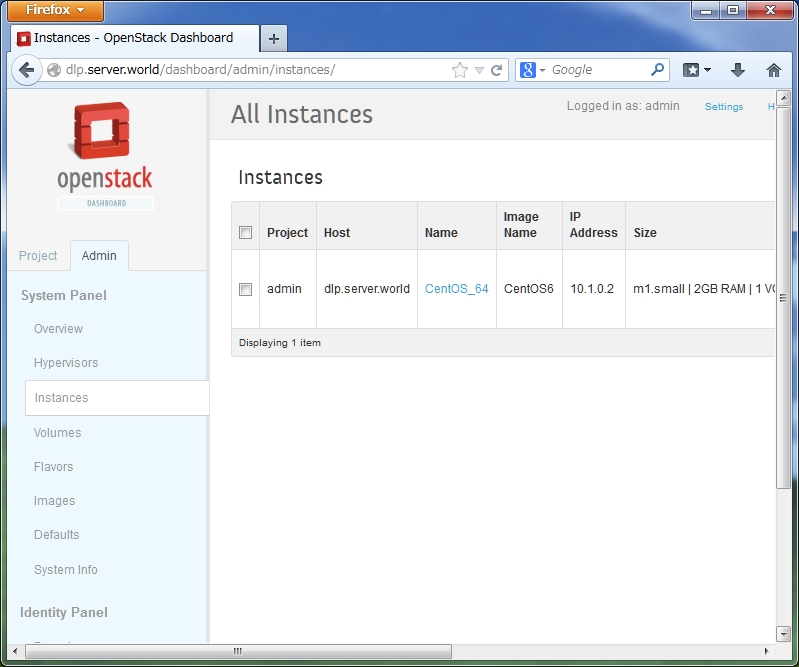 Firefox
Instances - OpenStack Dashboard
dlp.server.world/dashboard/admin/instances/
Google
openstack
DASHBOARD
Project
Admin
System Panel
Overview
Hypervisors
Instances
Volumes
Flavors
Images
Defaults
System Info
Identity Panel
All Instances
Logged in as: admin
Settings
H
Instances
Project
Host
Name
Image
Name
IP
Address
Size
admin
dlp.server.world
CentOS_64
CentOS6
10.1.0.2
m1.small | 2GB RAM | 1 VC
Displaying 1 item